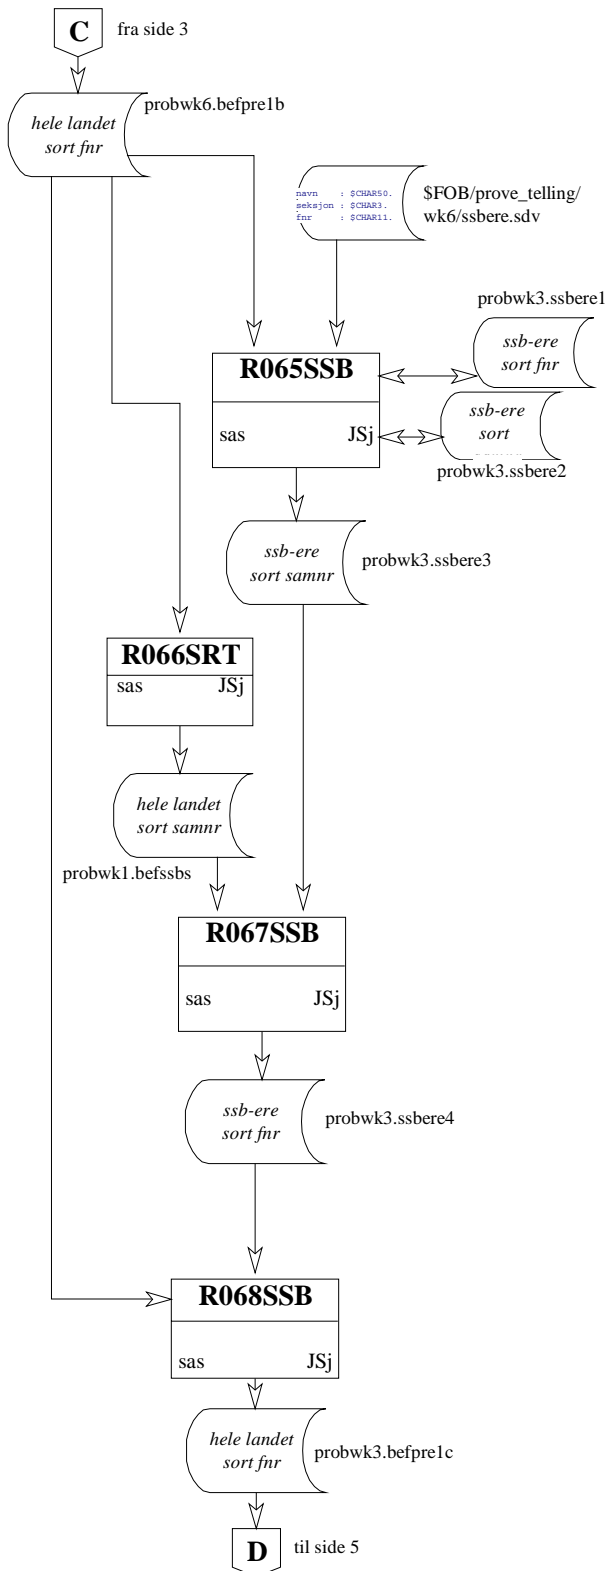 C fra side 3
hele landet
sort fnr
probwk6.befpre1b
navn : $CHAR50.
seksjon : $CHAR3.
fnr : $CHAR11.
$FOB/prove_telling/
wk6/ssbere.sdv
probwk3.ssbere1
ssb-ere
sort fnr
R065SSB
sas JSj
ssb-ere
sort
probwk3.ssbere2
ssb-ere
sort samnr
probwk3.ssbere3
R066SRT
sas JSj
hele landet
sort samnr
probwk1.befssbs
R067SSB
sas JSj
ssb-ere
sort fnr
probwk3.ssbere4
R068SSB
sas JSj
hele landet
sort fnr
probwk3.befpre1c
D til side 5